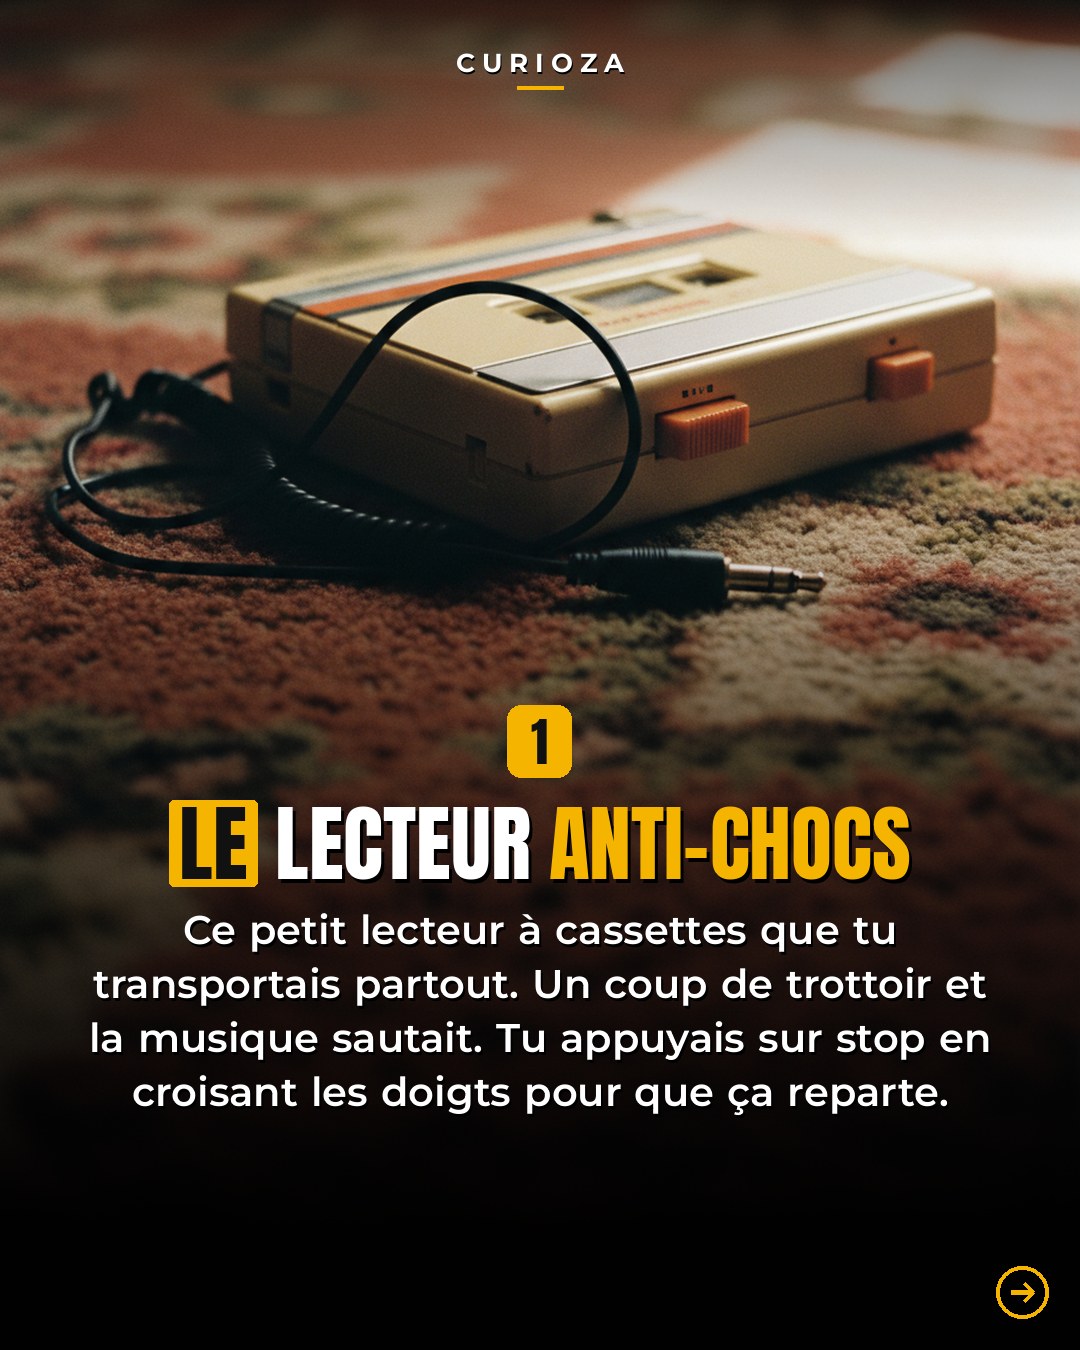 CURIOZA
1
LE LECTEUR ANTI-CHOCS
Ce petit lecteur à cassettes que tu
transportais partout. Un coup de trottoir et
la musique sautait. Tu appuyais sur stop en
croisant les doigts pour que ça reparte.